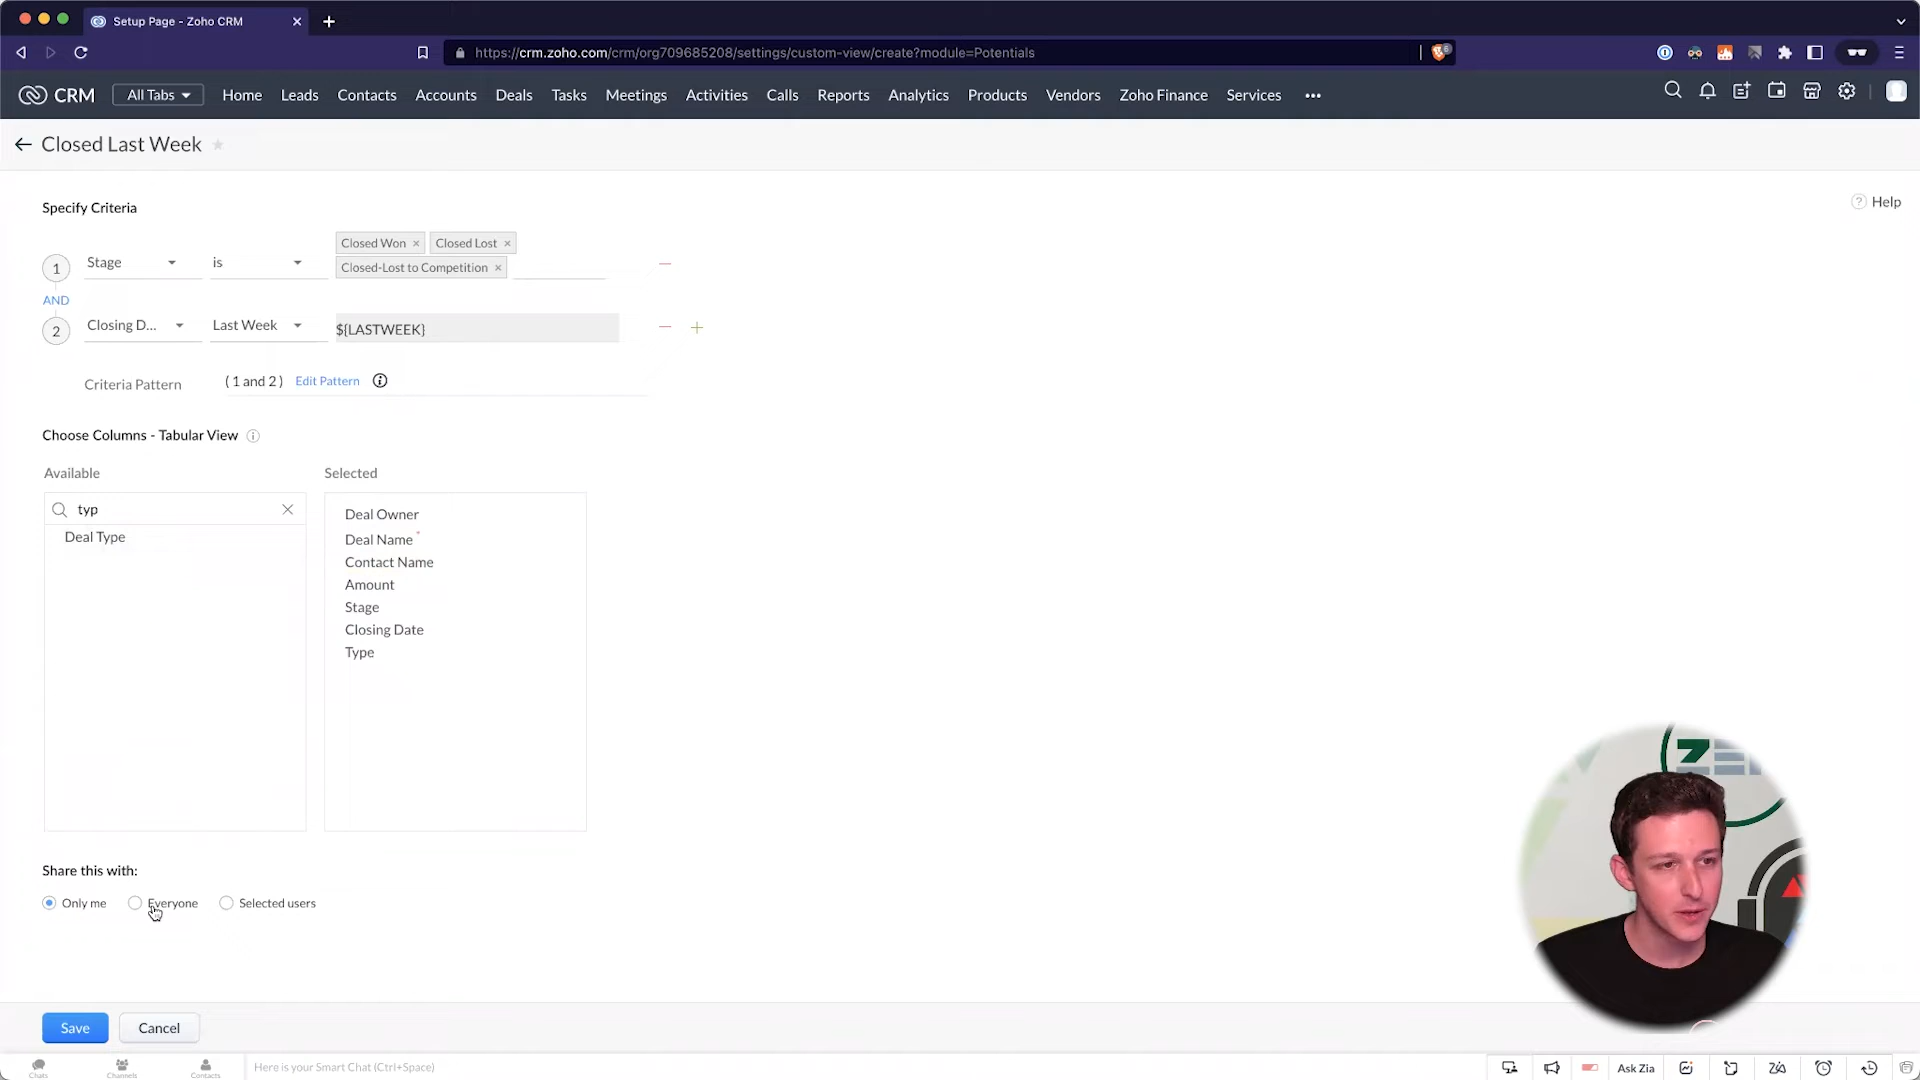 Setup Page - Zoho CRM
https://crm.zoho.com/crm/org709685208/settings/custom-view/create?module=Potentials
6
CRM
All Tabs
Home
Leads
Contacts
Accounts
Deals
Tasks
Meetings
Activities
Calls
Reports
Analytics
Products
Vendors
Zoho Finance
Services
Closed Last Week
Specify Criteria
Help
1
Stage
is
Closed Won ×
Closed Lost ×
Closed-Lost to Competition ×
AND
2
Closing D...
Last Week
${LASTWEEK}
Criteria Pattern
( 1 and 2 )
Edit Pattern
Choose Columns - Tabular View
Available
Selected
typ
Deal Type
Deal Owner
Deal Name *
Contact Name
Amount
Stage
Closing Date
Type
Share this with:
Only me
Everyone
Selected users
Save
Cancel
Chats
Channels
Contacts
Here is your Smart Chat (Ctrl+Space)
Ask Zia